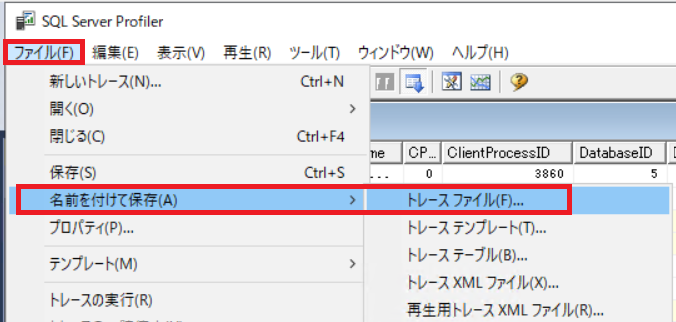 SQL Server Profiler
ファイル(F) 編集(E) 表示(V) 再生(R) ツール(T) ウィンドウ(W) ヘルプ(H)
新しいトレース(N)... Ctrl+N
開く(O)
閉じる(C) Ctrl+F4
me CP... ClientProcessID DatabaseID
保存(S) Ctrl+S
... 0 3860 5
名前を付けて保存(A) トレース ファイル(F)...
プロパティ(P)... トレース テンプレート(T)...
トレース テーブル(B)...
テンプレート(M)
トレース XML ファイル(X)...
トレースの実行(R)
再生用トレース XML ファイル(R)...